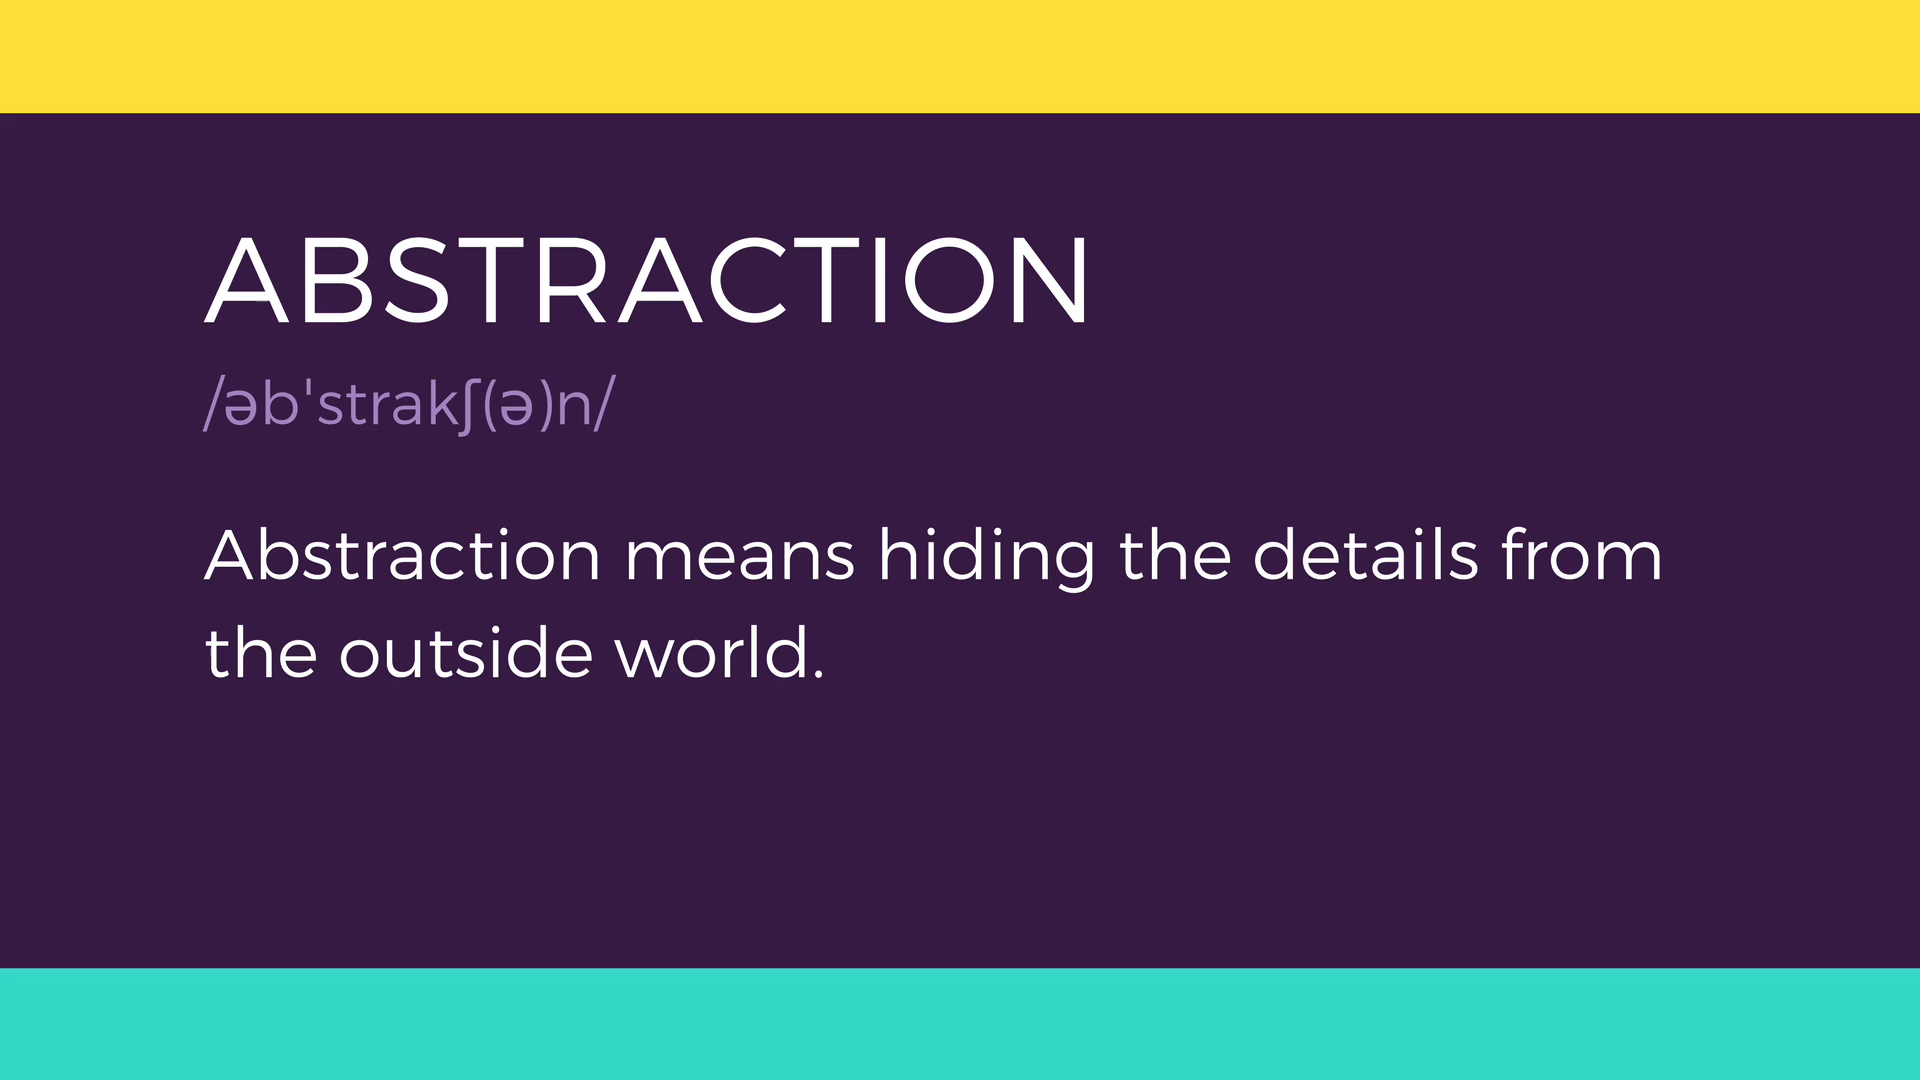 ABSTRACTION
/əb'strakʃ(ə)n/
Abstraction means hiding the details from
the outside world.